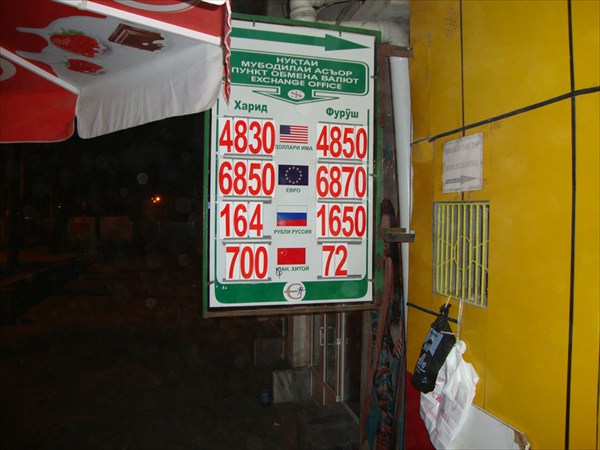 НУКТАИ
МУБОДИЛАИ АСЪОР
ПУНКТ ОБМЕНА ВАЛЮТ
EXCHANGE OFFICE
Харид Фурӯш
4830 4850
ДОЛЛАРИ ИМА
6850 6870
ЕВРО
164 1650
РУБЛИ РУССИЯ
700 72
ЮАН. ХИТОЙ